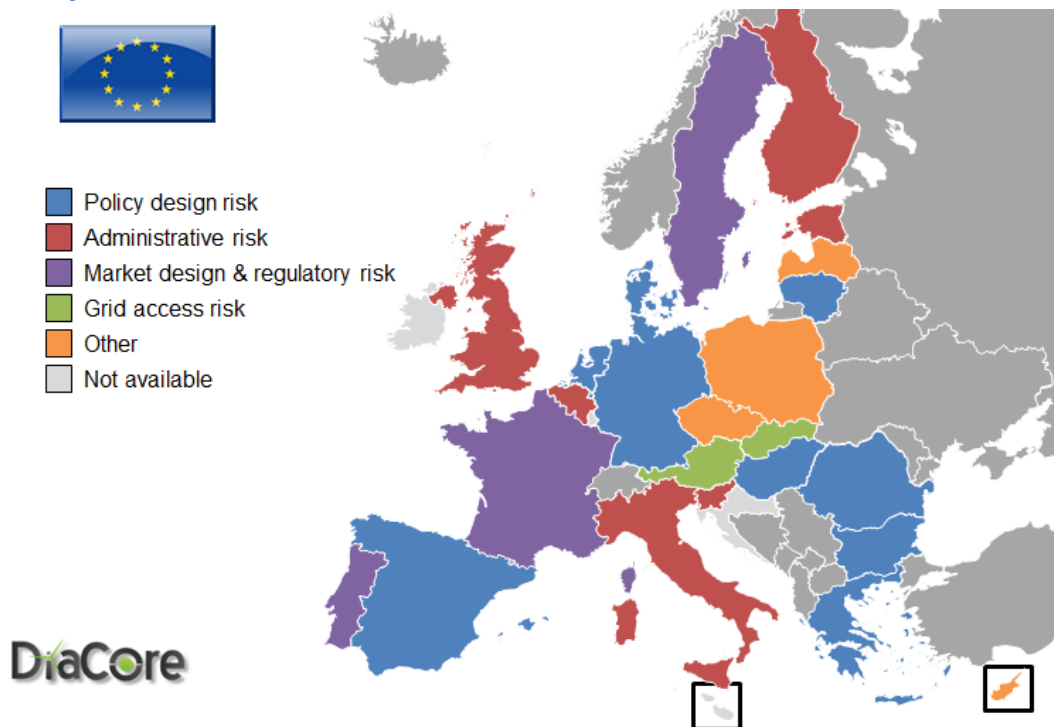 Policy design risk
Administrative risk
Market design & regulatory risk
Grid access risk
Other
Not available
DiaCore